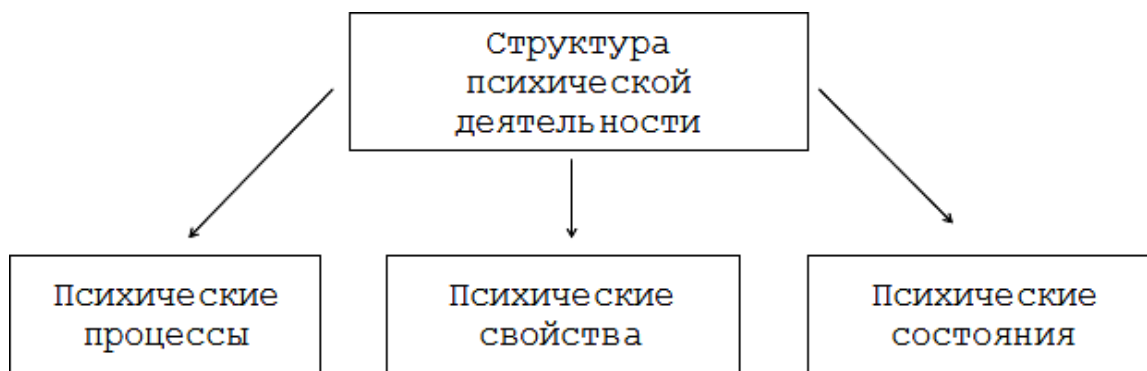 Структура
психической
деятельности
Психические
процессы
Психические
свойства
Психические
состояния